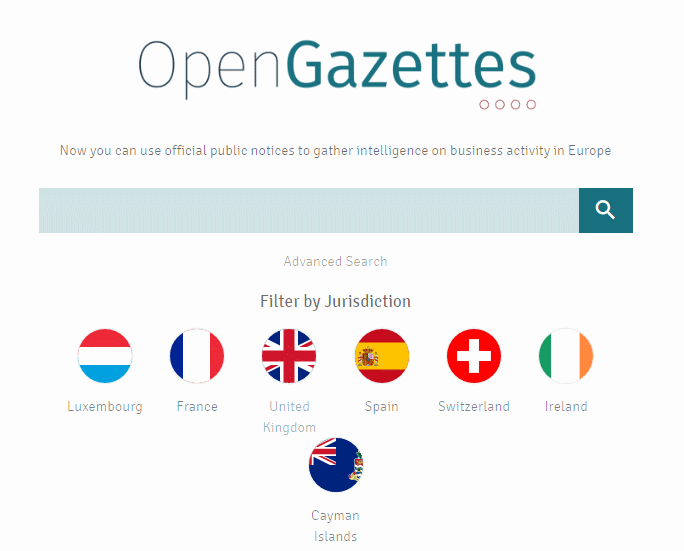 OpenGazettes
Now you can use official public notices to gather intelligence on business activity in Europe
Advanced Search
Filter by Jurisdiction
Luxembourg France United Kingdom Spain Switzerland Ireland
Cayman
Islands